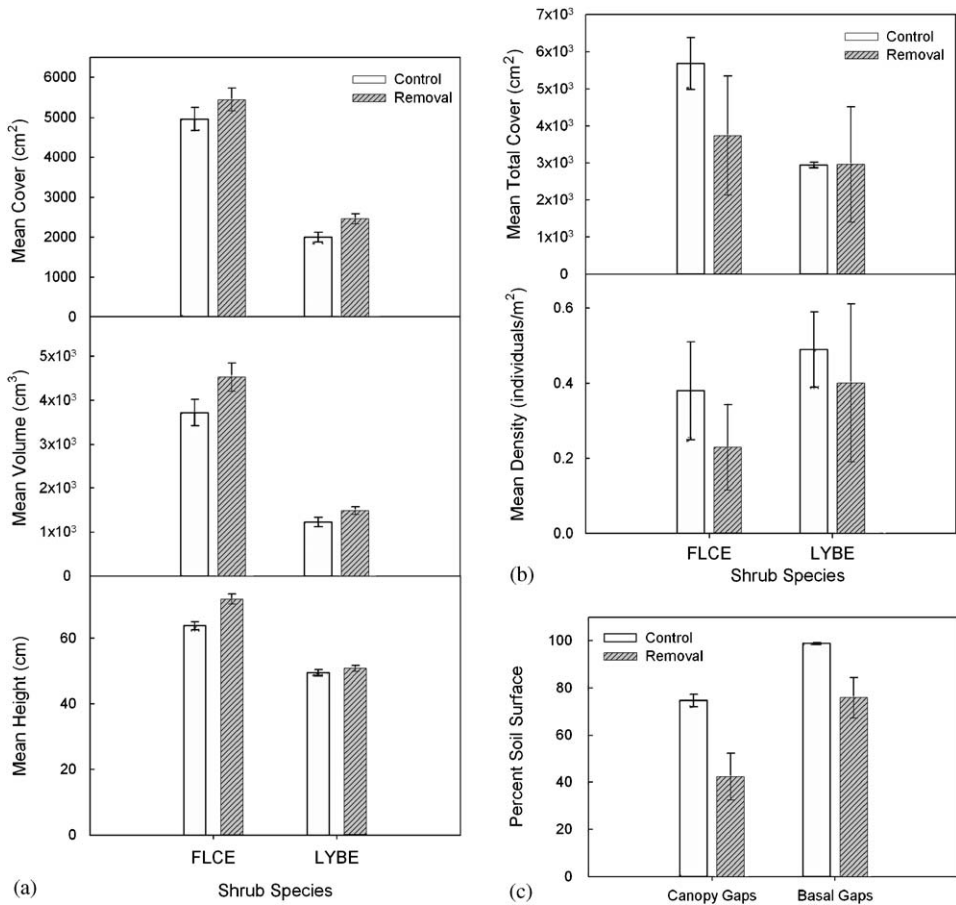 Control
Removal
Mean Cover (cm²)
6000
5000
4000
3000
2000
1000
0
Mean Volume (cm³)
5x10³
4x10³
3x10³
2x10³
1x10³
0
Mean Height (cm)
60
40
20
0
FLCE LYBE
(a)
Shrub Species
Control
Removal
Mean Total Cover (cm²)
7x10³
6x10³
5x10³
4x10³
3x10³
2x10³
1x10³
0
Mean Density (individuals/m²)
0.6
0.4
0.2
0.0
FLCE LYBE
(b)
Shrub Species
Control
Removal
Percent Soil Surface
100
80
60
40
20
0
(c)
Canopy Gaps Basal Gaps